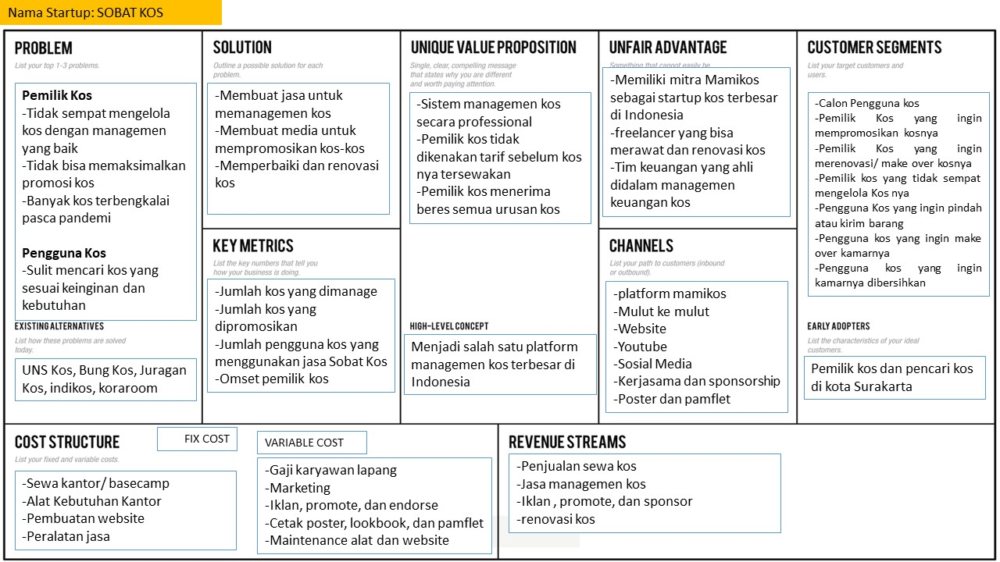 Nama Startup: SOBAT KOS
PROBLEM
List your top 1-3 problems.
Pemilik Kos
-Tidak sempat mengelola
kos dengan managemen
yang baik
-Tidak bisa memaksimalkan
promosi kos
-Banyak kos terbengkalai
pasca pandemi
Pengguna Kos
-Sulit mencari kos yang
sesuai keinginan dan
kebutuhan
EXISTING ALTERNATIVES
List how these problems are solved
today.
UNS Kos, Bung Kos, Juragan
Kos, indikos, koraroom
SOLUTION
Outline a possible solution for each
problem.
-Membuat jasa untuk
memanagemen kos
-Membuat media untuk
mempromosikan kos-kos
-Memperbaiki dan renovasi
kos
KEY METRICS
List the key numbers that tell you
how your business is doing.
-Jumlah kos yang dimanage
-Jumlah kos yang
dipromosikan
-Jumlah pengguna kos yang
menggunakan jasa Sobat Kos
-Omset pemilik kos
UNIQUE VALUE PROPOSITION
Single, clear, compelling message
that states why you are different
and worth paying attention.
-Sistem managemen kos
secara professional
-Pemilik kos tidak
dikenakan tarif sebelum kos
nya tersewakan
-Pemilik kos menerima
beres semua urusan kos
HIGH-LEVEL CONCEPT
Menjadi salah satu platform
managemen kos terbesar di
Indonesia
UNFAIR ADVANTAGE
Something that cannot easily be
-Memiliki mitra Mamikos
sebagai startup kos terbesar
di Indonesia
-freelancer yang bisa
merawat dan renovasi kos
-Tim keuangan yang ahli
didalam managemen
keuangan kos
CHANNELS
List your path to customers (inbound
or outbound).
-platform mamikos
-Mulut ke mulut
-Website
-Youtube
-Sosial Media
-Kerjasama dan sponsorship
-Poster dan pamflet
CUSTOMER SEGMENTS
List your target customers and
users.
-Calon Pengguna kos
-Pemilik Kos yang ingin
mempromosikan kosnya
-Pemilik Kos yang ingin
merenovasi/ make over kosnya
-Pemilik kos yang tidak sempat
mengelola Kos nya
-Pengguna Kos yang ingin pindah
atau kirim barang
-Pengguna kos yang ingin make
over kamarnya
-Pengguna kos yang ingin
kamarnya dibersihkan
EARLY ADOPTERS
List the characteristics of your ideal
customers.
Pemilik kos dan pencari kos
di kota Surakarta
COST STRUCTURE
List your fixed and variable costs.
FIX COST
-Sewa kantor/ basecamp
-Alat Kebutuhan Kantor
-Pembuatan website
-Peralatan jasa
VARIABLE COST
-Gaji karyawan lapang
-Marketing
-Iklan, promote, dan endorse
-Cetak poster, lookbook, dan pamflet
-Maintenance alat dan website
REVENUE STREAMS
-Penjualan sewa kos
-Jasa managemen kos
-Iklan , promote, dan sponsor
-renovasi kos